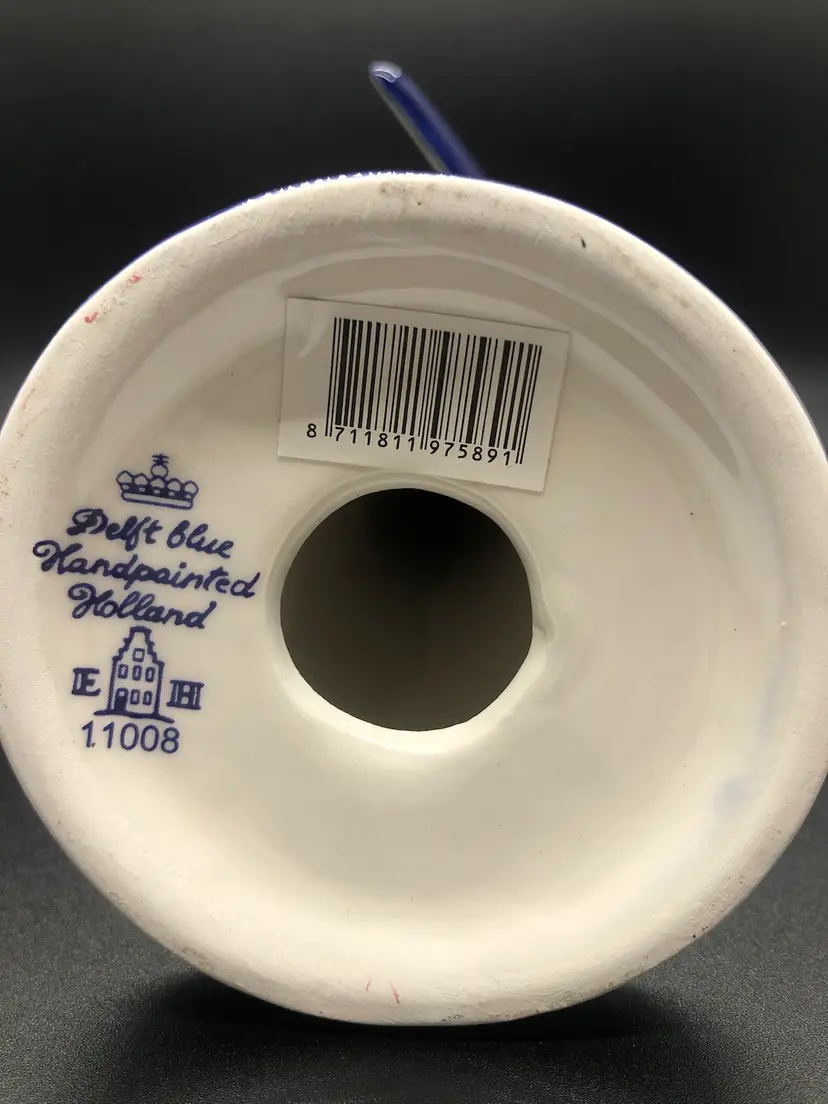 8 711811 975891
Delft blue
Handpainted
Holland
E H
11008